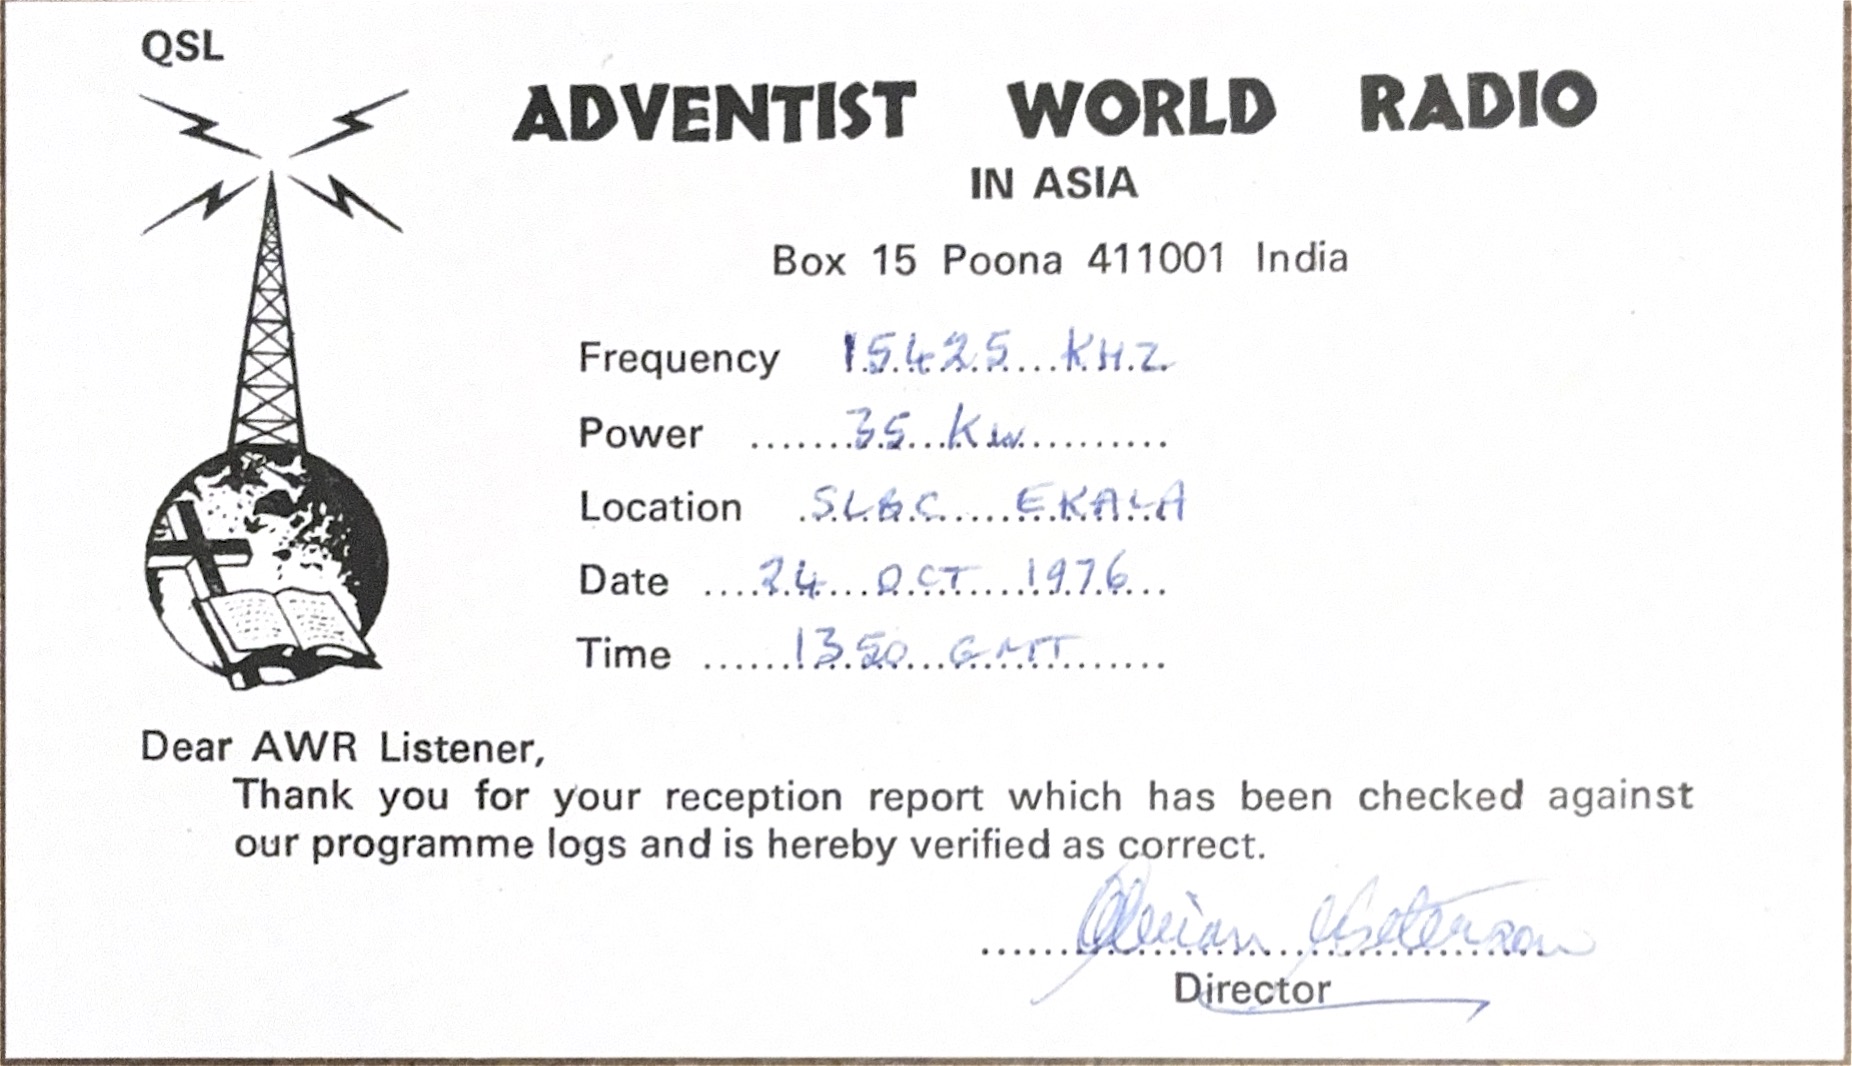 QSL
ADVENTIST WORLD RADIO
IN ASIA
Box 15 Poona 411001 India
Frequency 15425 KHZ
Power 35 Kw
Location SLBC EKALA
Date 24 OCT 1976
Time 1350 GMT
Dear AWR Listener,
Thank you for your reception report which has been checked against
our programme logs and is hereby verified as correct.
Director